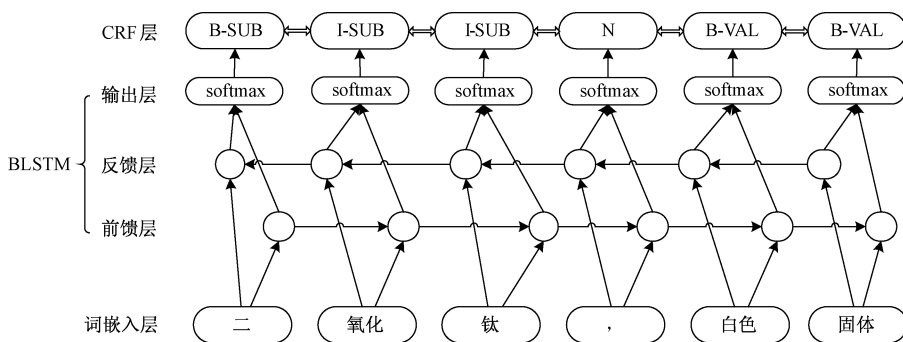 CRF 层 B-SUB I-SUB I-SUB N B-VAL B-VAL
输出层 softmax softmax softmax softmax softmax softmax
BLSTM
反馈层
前馈层
词嵌入层 二 氧化 钛 , 白色 固体